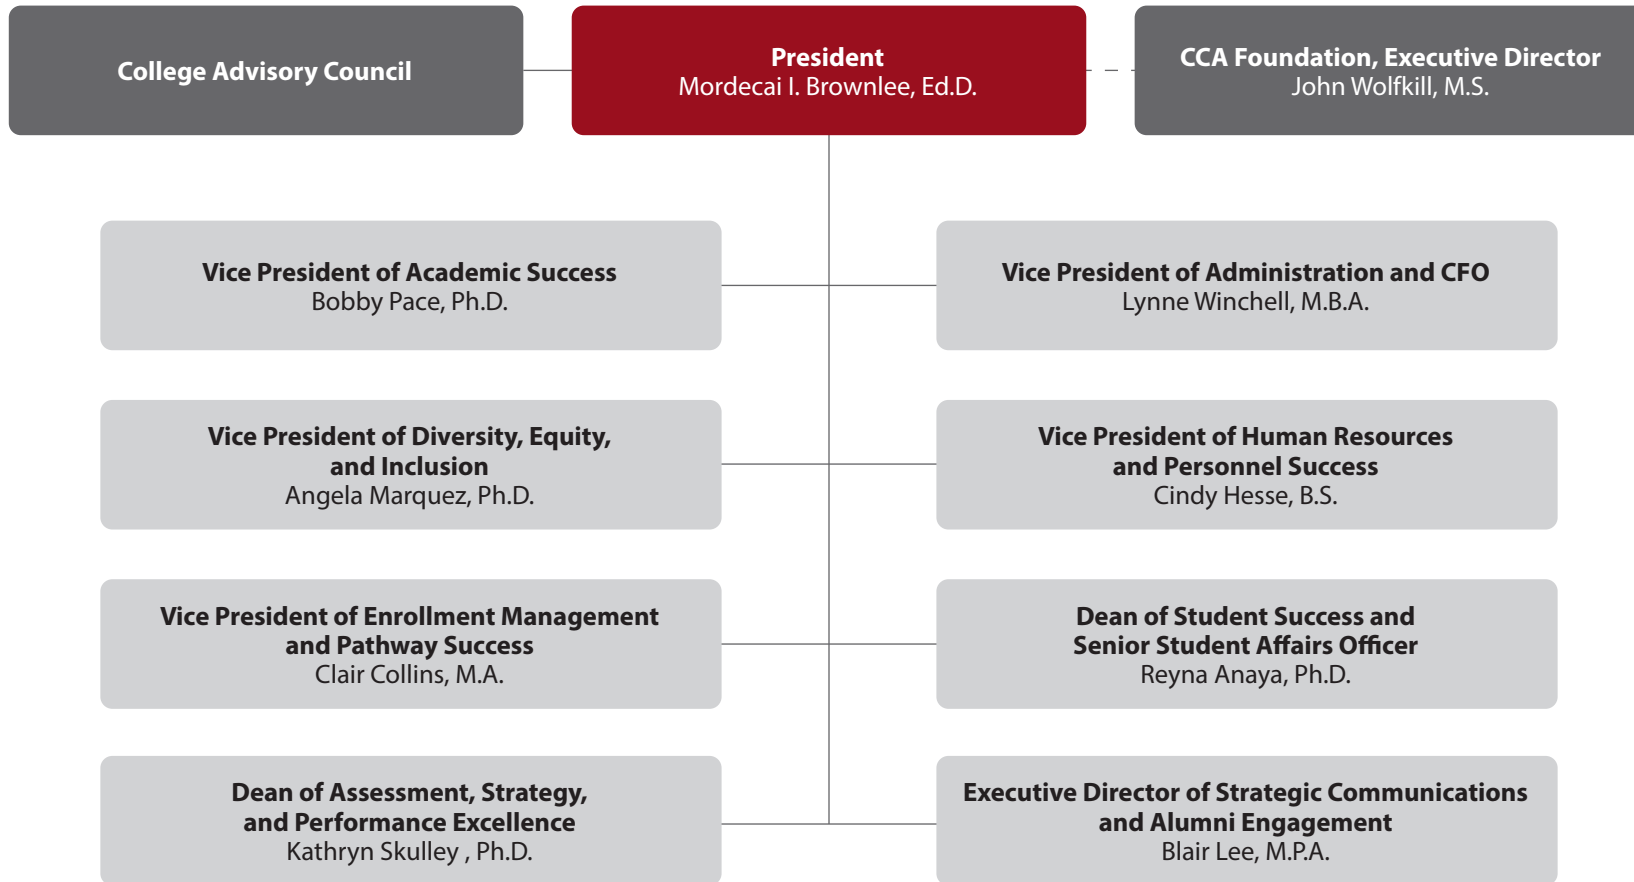 College Advisory Council
President
Mordecai I. Brownlee, Ed.D.
CCA Foundation, Executive Director
John Wolfkill, M.S.
Vice President of Academic Success
Bobby Pace, Ph.D.
Vice President of Administration and CFO
Lynne Winchell, M.B.A.
Vice President of Diversity, Equity,
and Inclusion
Angela Marquez, Ph.D.
Vice President of Human Resources
and Personnel Success
Cindy Hesse, B.S.
Vice President of Enrollment Management
and Pathway Success
Clair Collins, M.A.
Dean of Student Success and
Senior Student Affairs Officer
Reyna Anaya, Ph.D.
Dean of Assessment, Strategy,
and Performance Excellence
Kathryn Skulley , Ph.D.
Executive Director of Strategic Communications
and Alumni Engagement
Blair Lee, M.P.A.